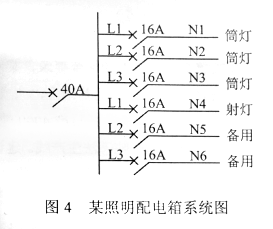 L1 16A N1 筒灯
L2 16A N2 筒灯
L3 16A N3 筒灯
40A
L1 16A N4 射灯
L2 16A N5 备用
L3 16A N6 备用
图 4 某照明配电箱系统图